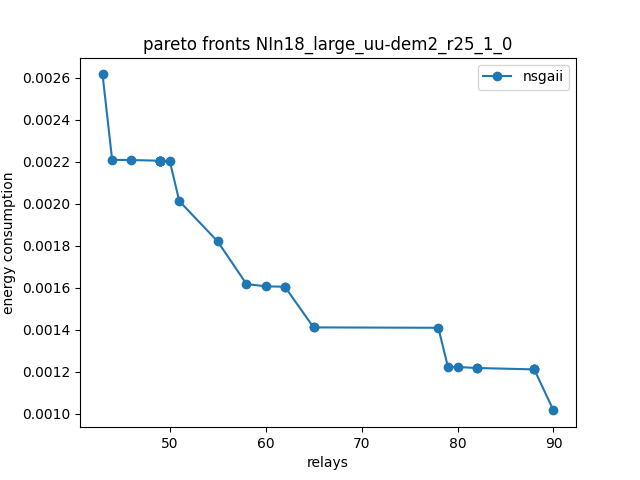 pareto fronts NIn18_large_uu-dem2_r25_1_0
nsgaii
0.0026
0.0024
0.0022
0.0020
0.0018
0.0016
0.0014
0.0012
0.0010
energy consumption
50 60 70 80 90
relays